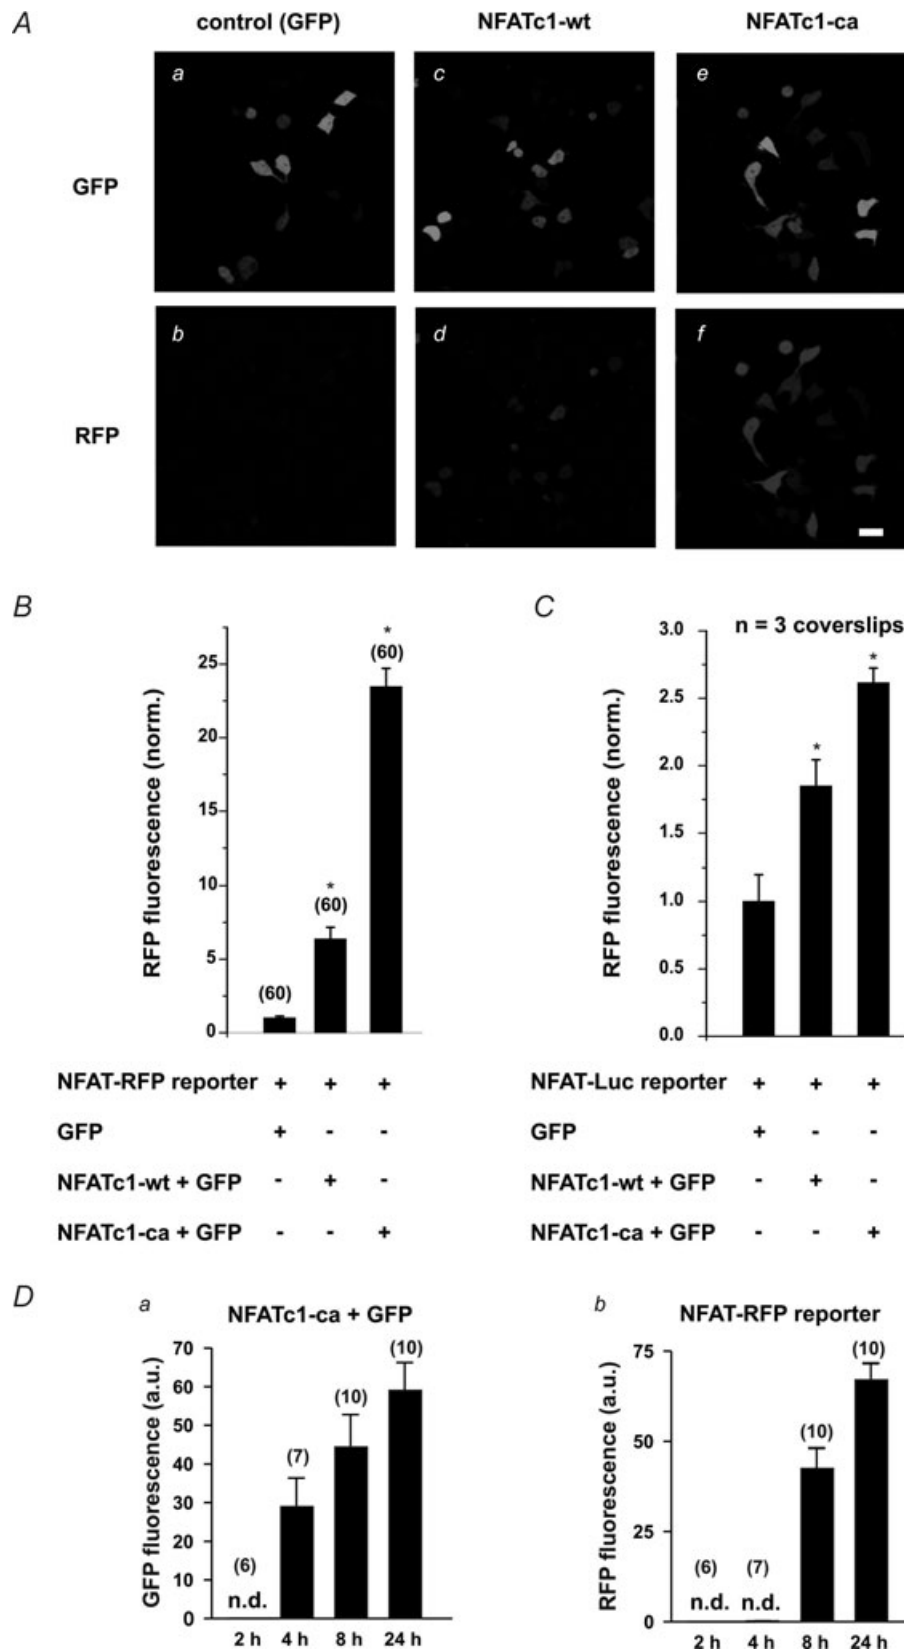 A
control (GFP) NFATc1-wt NFATc1-ca
a c e
GFP
b d f
RFP
B
RFP fluorescence (norm.)
25
20
15
10
5
0
(60)
*
(60)
*
(60)
NFAT-RFP reporter + + +
GFP + - -
NFATc1-wt + GFP - + -
NFATc1-ca + GFP - - +
C
n = 3 coverslips
RFP fluorescence (norm.)
3.0
2.5
2.0
1.5
1.0
0.5
0.0
*
*
NFAT-Luc reporter + + +
GFP + - -
NFATc1-wt + GFP - + -
NFATc1-ca + GFP - - +
D
a
NFATc1-ca + GFP
GFP fluorescence (a.u.)
70
60
50
40
30
20
10
0
(6) (7) (10) (10)
n.d.
2 h 4 h 8 h 24 h
b
NFAT-RFP reporter
RFP fluorescence (a.u.)
75
50
25
0
(6) (7) (10) (10)
n.d. n.d.
2 h 4 h 8 h 24 h